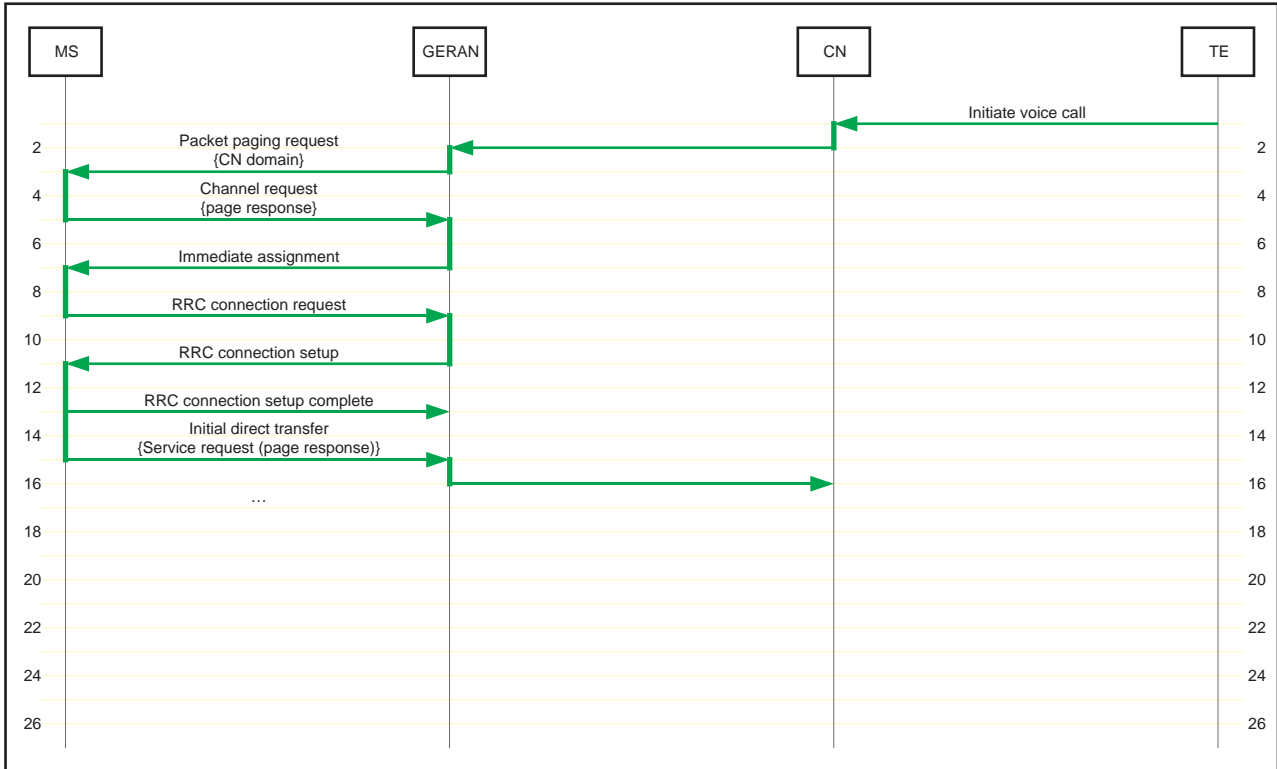 MS
GERAN
CN
TE
Initiate voice call
2
Packet paging request
{CN domain}
2
4
Channel request
{page response}
4
6
Immediate assignment
6
8
RRC connection request
8
10
RRC connection setup
10
12
RRC connection setup complete
12
14
Initial direct transfer
{Service request (page response)}
14
16
…
16
18
18
20
20
22
22
24
24
26
26